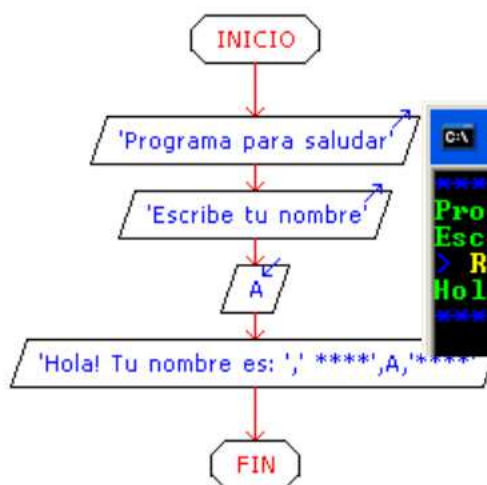 INICIO
'Programa para saludar'
'Escribe tu nombre'
A
'Hola! Tu nombre es: ',' ****',A,'****'
FIN
C:\
****
Pro
Esc
> R
Hol
****